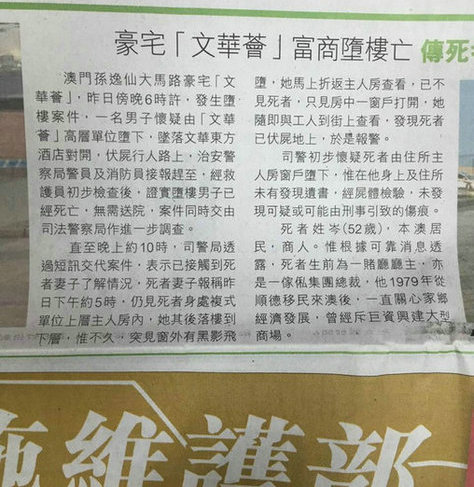 豪宅「文華薈」富商墮樓亡
傳死
澳門孫逸仙大馬路豪宅「文
華薈」，昨日傍晚6時許，發生墮
樓案件，一名男子懷疑由「文華
薈」高層單位墮下，墜落文華東方
酒店對開，伏屍行人路上，治安警
察局警員及消防員接報趕至，經救
護員初步檢查後，證實墮樓男子已
經死亡，無需送院，案件同時交由
司法警察局作進一步調查。
直至晚上約10時，司警局透
過短訊交代案件，表示已接觸到死
者妻子了解情況，死者妻子報稱昨
日下午約5時，仍見死者身處複式
單位上層主人房內，她其後落樓到
下層，惟不久，突見窗外有黑影飛
墮，她馬上折返主人房查看，已不
見死者，只見房中一窗戶打開，她
隨即與工人到街上查看，發現死者
已伏屍地上，於是報警。
司警初步懷疑死者由住所主
人房窗戶墮下，惟在他身上及住所
未有發現遺書，經屍體檢驗，未發
現可疑或可能由刑事引致的傷痕。
死者姓岑(52歲)，本澳居
民，商人。惟根據可靠消息透
露，死者生前為一賭廳廳主，亦
是一傢俬集團總裁，他1979年從
順德移民來澳後，一直關心家鄉
經濟發展，曾經斥巨資興建大型
商場。
施維護部